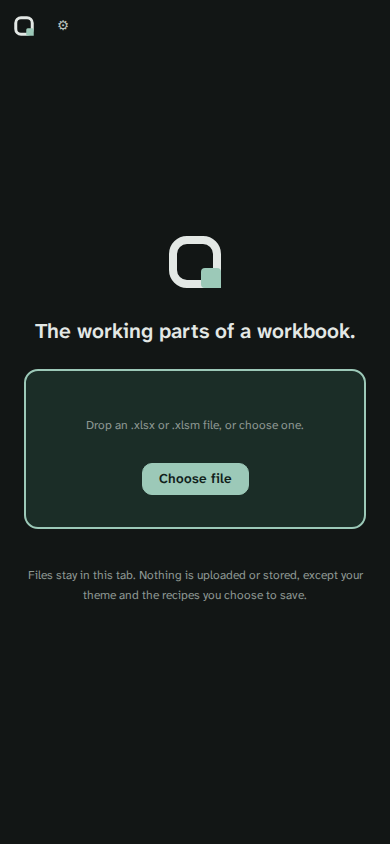 The working parts of a workbook.
Drop an .xlsx or .xlsm file, or choose one.
Choose file
Files stay in this tab. Nothing is uploaded or stored, except your
theme and the recipes you choose to save.